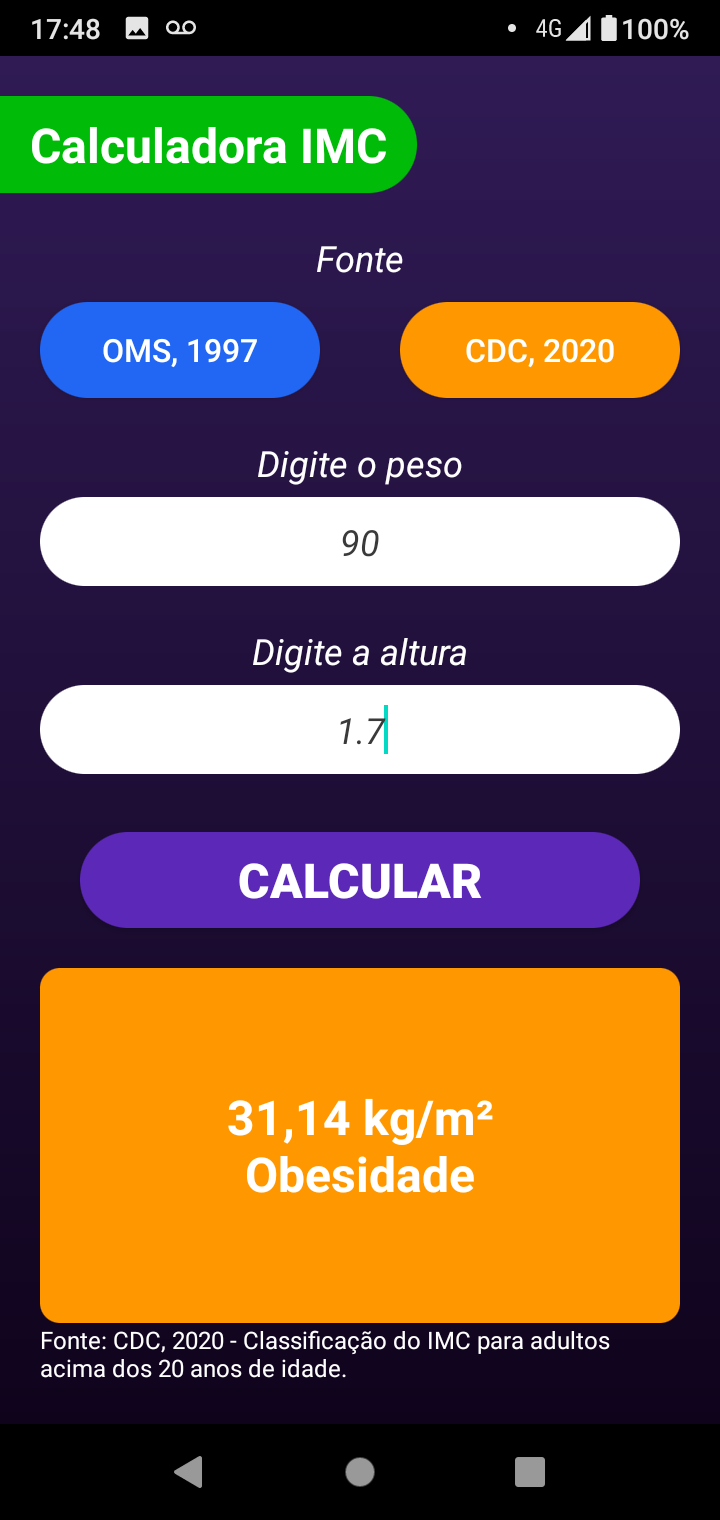 17:48
4G
100%
Calculadora IMC
Fonte
OMS, 1997
CDC, 2020
Digite o peso
90
Digite a altura
1.7
CALCULAR
31,14 kg/m²
Obesidade
Fonte: CDC, 2020 - Classificação do IMC para adultos
acima dos 20 anos de idade.